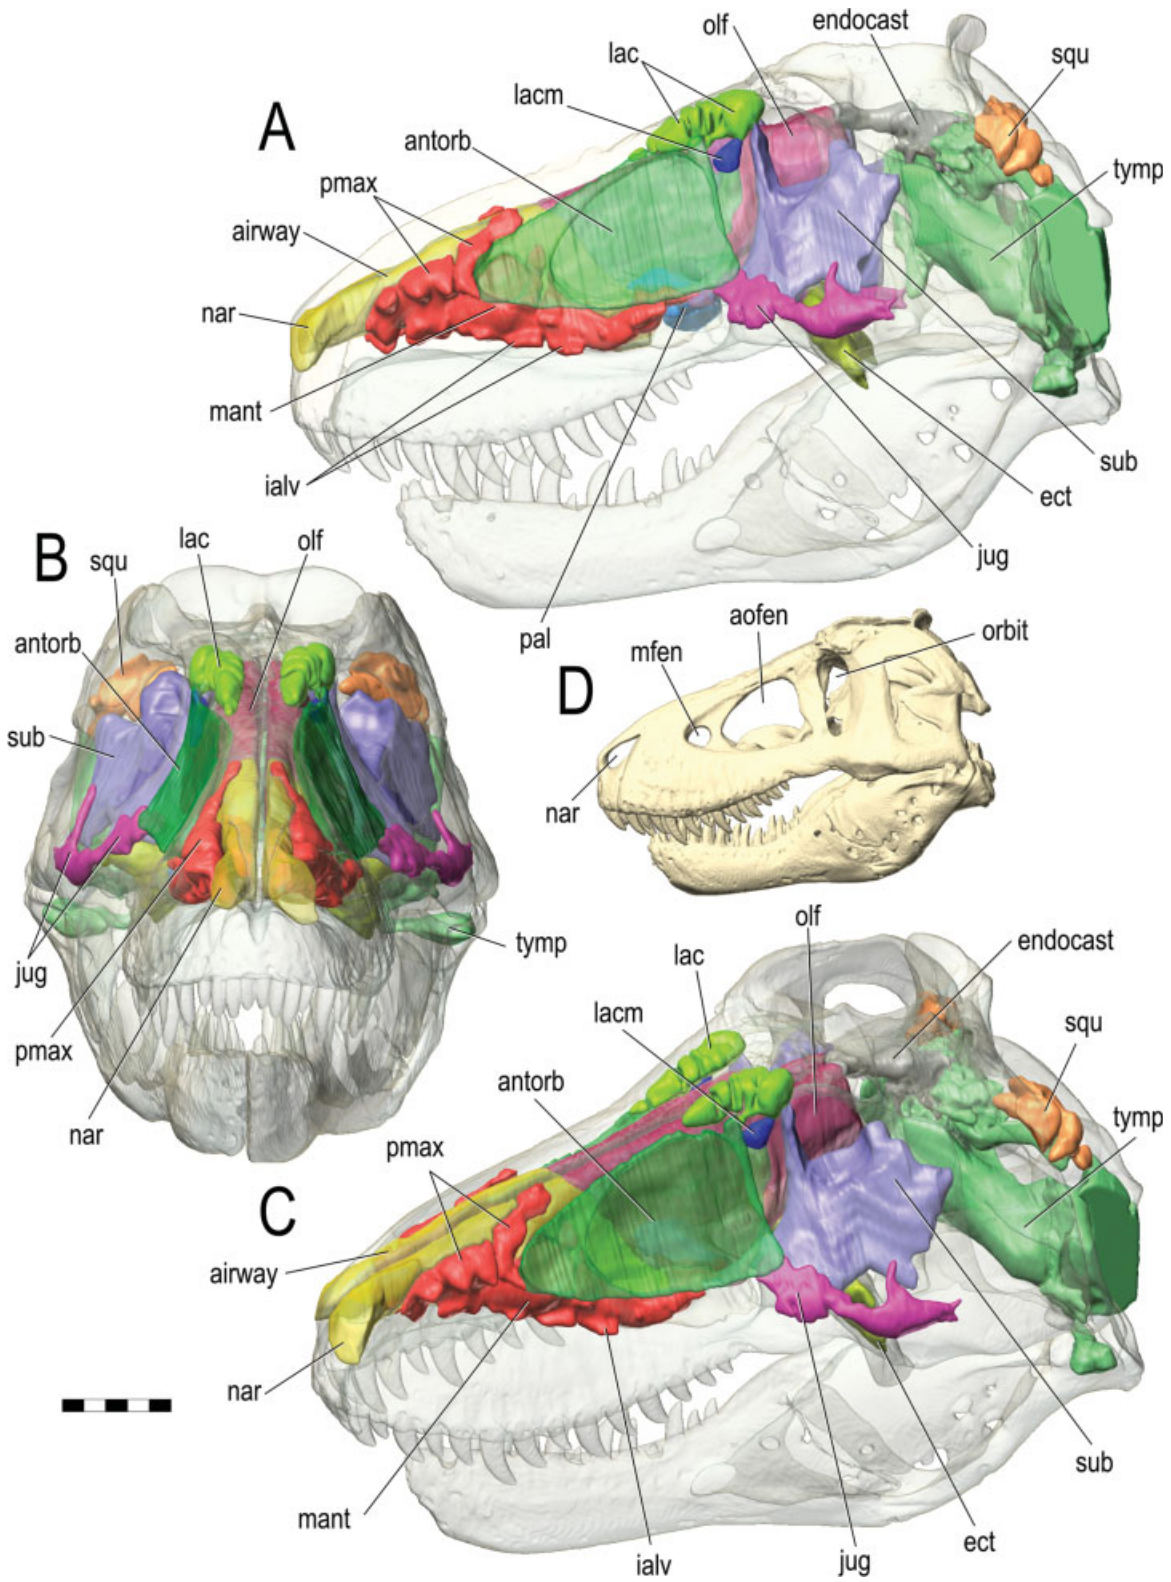 olf
endocast
lac
squ
lacm
A
antorb
tymp
pmax
airway
nar
mant
sub
ialv
ect
jug
pal
B
lac
olf
squ
antorb
sub
jug
tymp
pmax
nar
D
aofen
mfen
orbit
nar
C
olf
endocast
lac
lacm
squ
antorb
tymp
pmax
airway
nar
sub
mant
ect
jug
ialv